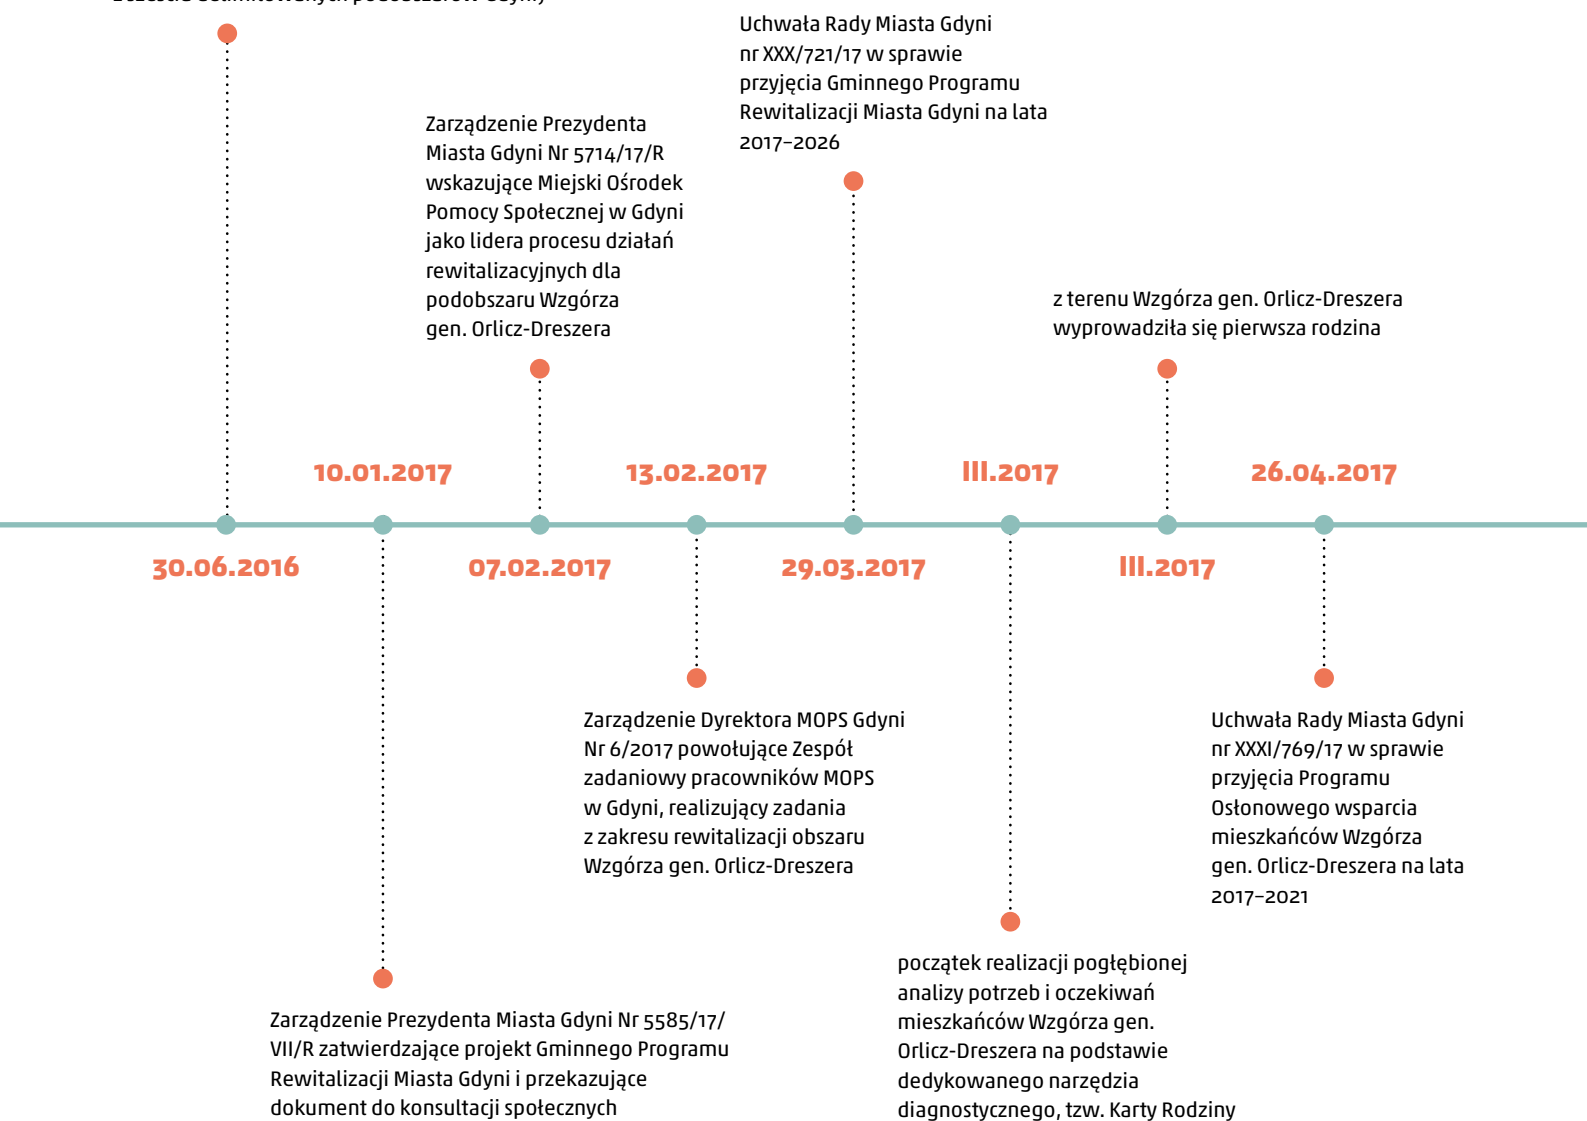 Uchwała Rady Miasta Gdyni
nr XXX/721/17 w sprawie
przyjęcia Gminnego Programu
Rewitalizacji Miasta Gdyni na lata
2017–2026
Zarządzenie Prezydenta
Miasta Gdyni Nr 5714/17/R
wskazujące Miejski Ośrodek
Pomocy Społecznej w Gdyni
jako lidera procesu działań
rewitalizacyjnych dla
podobszaru Wzgórza
gen. Orlicz-Dreszera
z terenu Wzgórza gen. Orlicz-Dreszera
wyprowadziła się pierwsza rodzina
10.01.2017
13.02.2017
III.2017
26.04.2017
30.06.2016
07.02.2017
29.03.2017
III.2017
Zarządzenie Dyrektora MOPS Gdyni
Nr 6/2017 powołujące Zespół
zadaniowy pracowników MOPS
w Gdyni, realizujący zadania
z zakresu rewitalizacji obszaru
Wzgórza gen. Orlicz-Dreszera
Uchwała Rady Miasta Gdyni
nr XXXI/769/17 w sprawie
przyjęcia Programu
Osłonowego wsparcia
mieszkańców Wzgórza
gen. Orlicz-Dreszera na lata
2017–2021
początek realizacji pogłębionej
analizy potrzeb i oczekiwań
mieszkańców Wzgórza gen.
Orlicz-Dreszera na podstawie
dedykowanego narzędzia
diagnostycznego, tzw. Karty Rodziny
Zarządzenie Prezydenta Miasta Gdyni Nr 5585/17/
VII/R zatwierdzające projekt Gminnego Programu
Rewitalizacji Miasta Gdyni i przekazujące
dokument do konsultacji społecznych